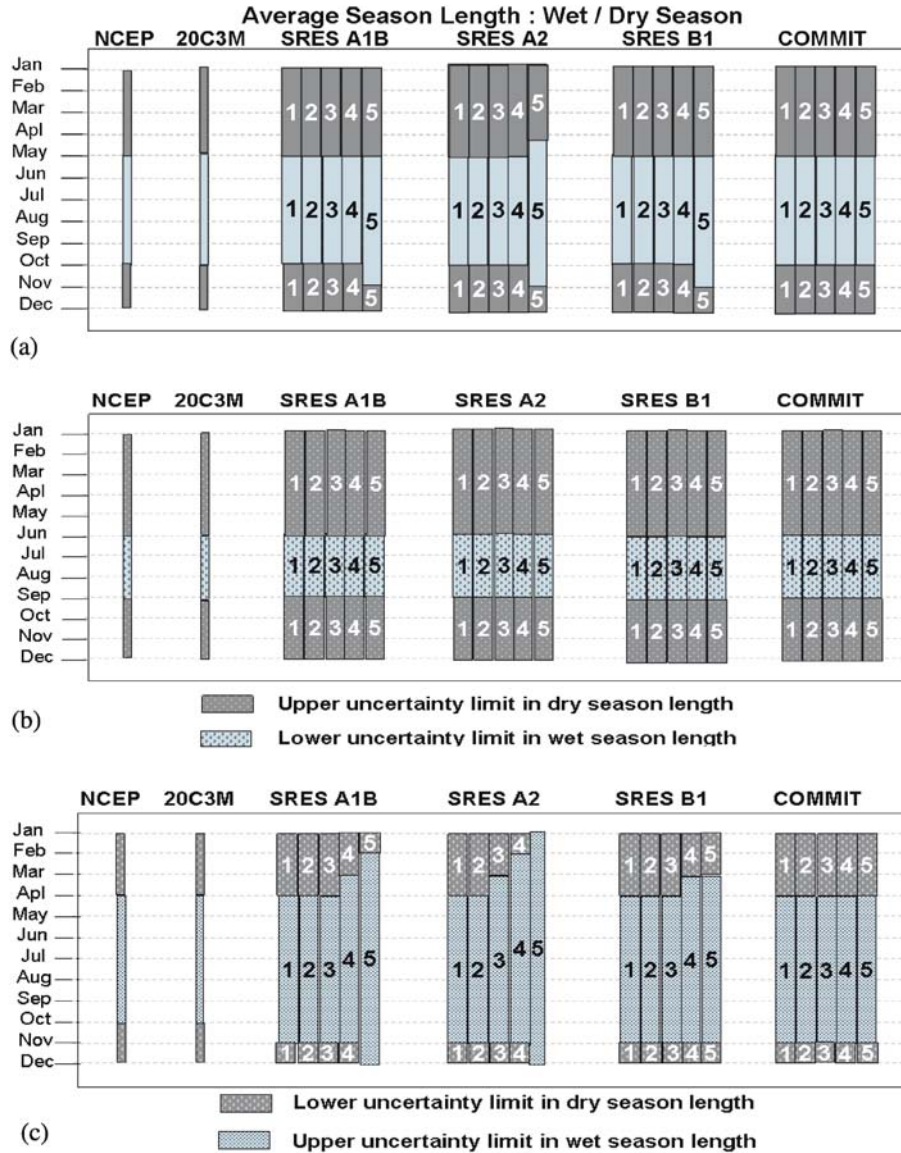 Average Season Length : Wet / Dry Season
NCEP 20C3M SRES A1B SRES A2 SRES B1 COMMIT
Jan
Feb
Mar
Apl
May
Jun
Jul
Aug
Sep
Oct
Nov
Dec
1 2 3 4 5 1 2 3 4 5 1 2 3 4 5 1 2 3 4 5
1 2 3 4 5 1 2 3 4 5 1 2 3 4 5 1 2 3 4 5
1 2 3 4 5 1 2 3 4 5 1 2 3 4 5 1 2 3 4 5
(a)
NCEP 20C3M SRES A1B SRES A2 SRES B1 COMMIT
Jan
Feb
Mar
Apl
May
Jun
Jul
Aug
Sep
Oct
Nov
Dec
1 2 3 4 5 1 2 3 4 5 1 2 3 4 5 1 2 3 4 5
1 2 3 4 5 1 2 3 4 5 1 2 3 4 5 1 2 3 4 5
1 2 3 4 5 1 2 3 4 5 1 2 3 4 5 1 2 3 4 5
Upper uncertainty limit in dry season length
(b)
Lower uncertainty limit in wet season length
NCEP 20C3M SRES A1B SRES A2 SRES B1 COMMIT
Jan
Feb
Mar
Apl
May
Jun
Jul
Aug
Sep
Oct
Nov
Dec
1 2 3 4 5 1 2 3 4 1 2 3 4 5 1 2 3 4 5
1 2 3 4 5 1 2 3 4 5 1 2 3 4 5 1 2 3 4 5
1 2 3 4 1 2 3 4 1 2 3 4 5 1 2 3 4 5
Lower uncertainty limit in dry season length
(c)
Upper uncertainty limit in wet season length